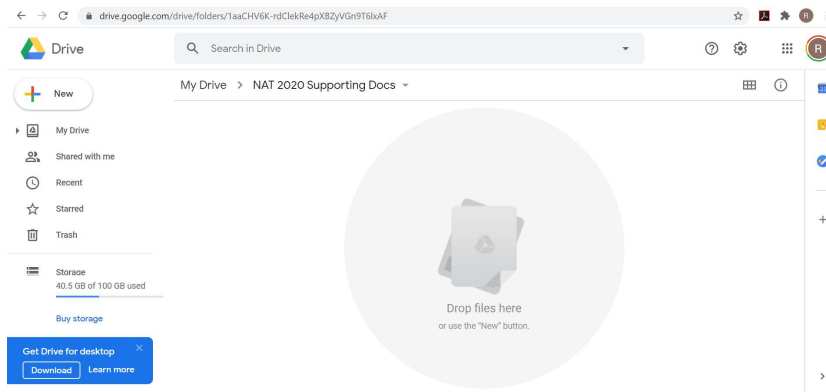 drive.google.com/drive/folders/1aaCHV6K-rdClekRe4pXBZyVGn9T6lxAF
R
Drive
Search in Drive
R
New
My Drive > NAT 2020 Supporting Docs
My Drive
Shared with me
Recent
Starred
Trash
Storage
40.5 GB of 100 GB used
Buy storage
Drop files here
or use the "New" button.
Get Drive for desktop
Download Learn more